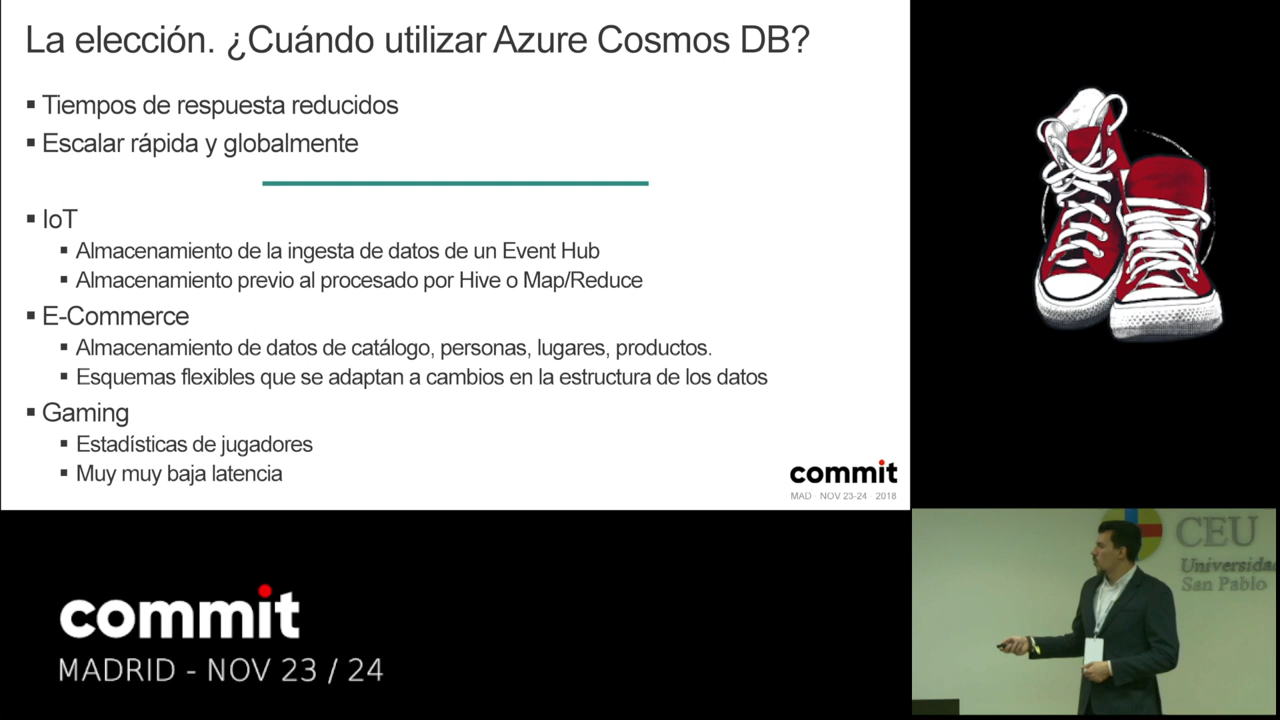 La elección. ¿Cuándo utilizar Azure Cosmos DB?
▪ Tiempos de respuesta reducidos
▪ Escalar rápida y globalmente
▪ IoT
▪ Almacenamiento de la ingesta de datos de un Event Hub
▪ Almacenamiento previo al procesado por Hive o Map/Reduce
▪ E-Commerce
▪ Almacenamiento de datos de catálogo, personas, lugares, productos.
▪ Esquemas flexibles que se adaptan a cambios en la estructura de los datos
▪ Gaming
▪ Estadísticas de jugadores
▪ Muy muy baja latencia
commit
MAD · NOV 23-24 · 2018
commit
MADRID - NOV 23 / 24
CEU
Universida
San Pablo